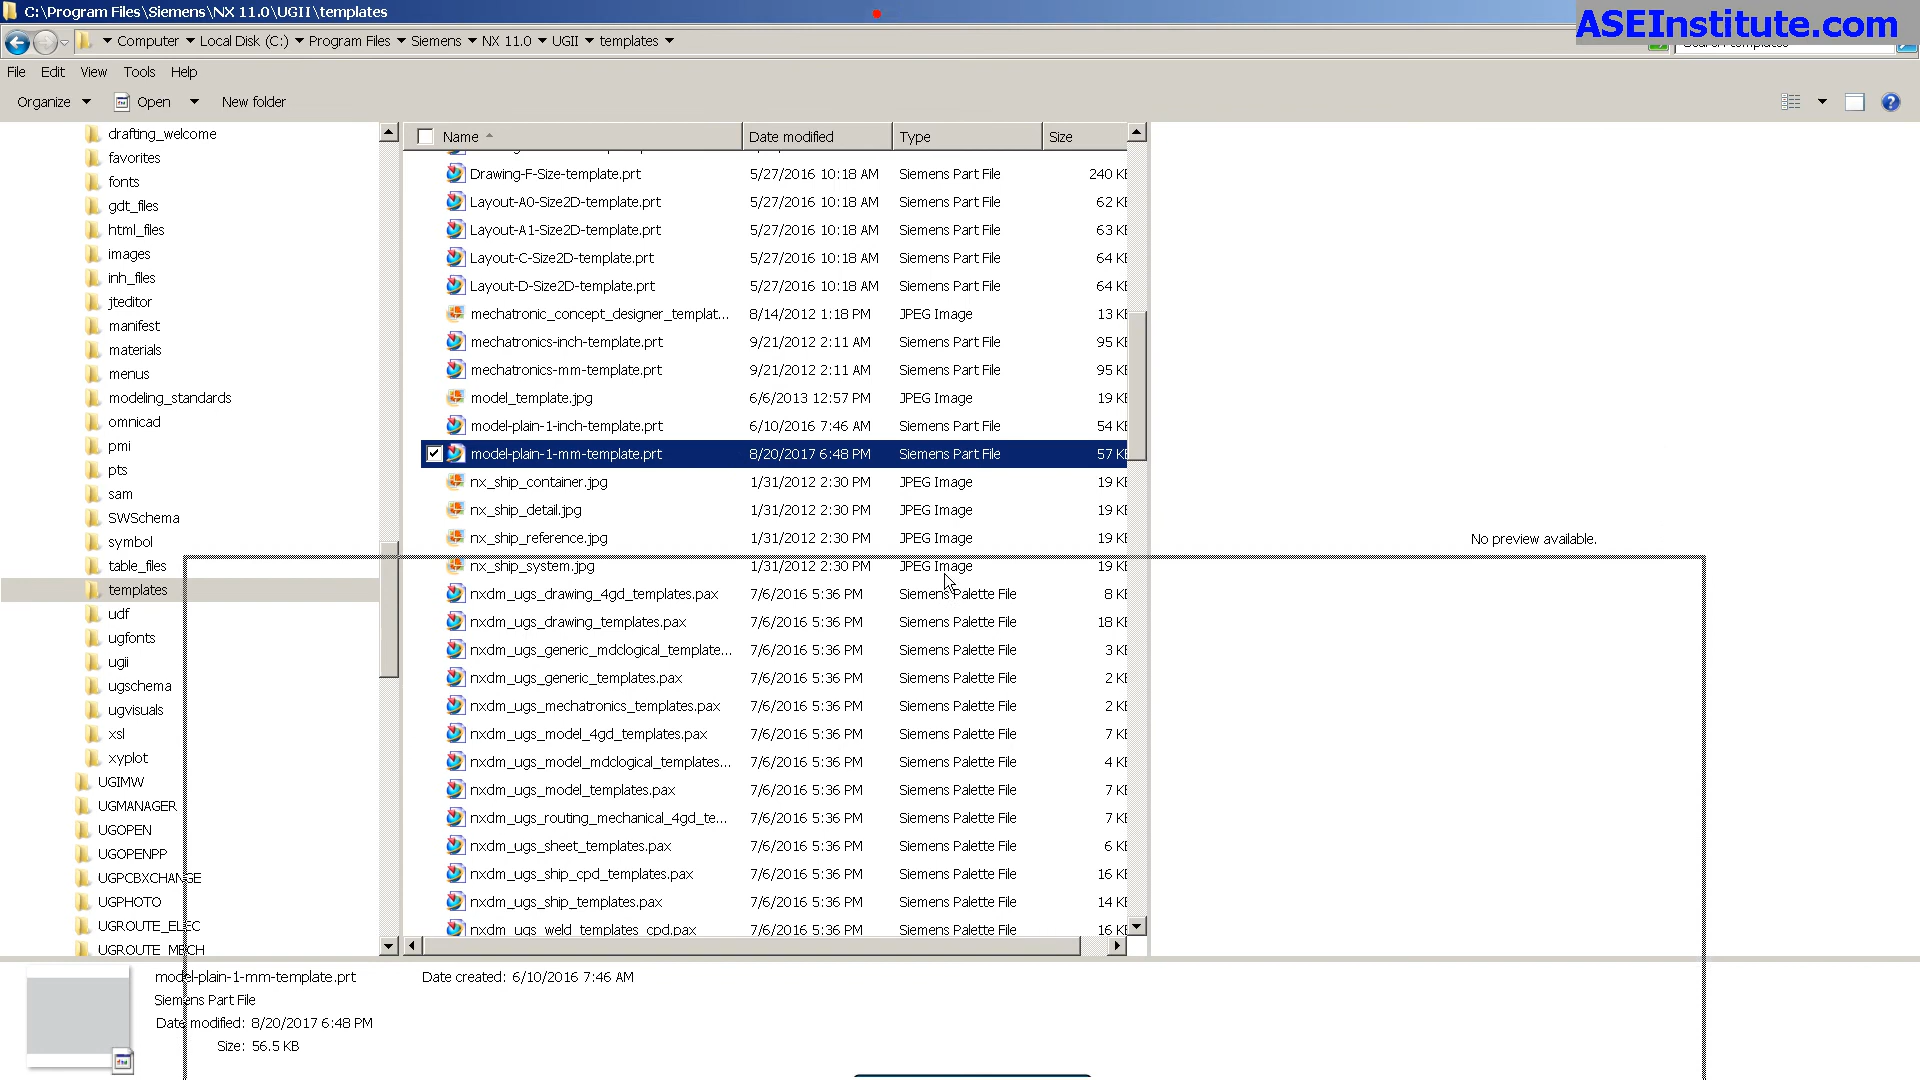 C:\Program Files\Siemens\NX 11.0\UGII\templates
ASEInstitute.com
Computer Local Disk (C:) Program Files Siemens NX 11.0 UGII templates
File Edit View Tools Help
Organize Open New folder
drafting_welcome
favorites
fonts
gdt_files
html_files
images
inh_files
jteditor
manifest
materials
menus
modeling_standards
omnicad
pmi
pts
sam
SWSchema
symbol
table_files
templates
udf
ugfonts
ugii
ugschema
ugvisuals
xsl
xyplot
UGIMW
UGMANAGER
UGOPEN
UGOPENPP
UGPCBXCHANGE
UGPHOTO
UGROUTE_ELEC
UGROUTE_MECH
Name Date modified Type Size
Drawing-F-Size-template.prt 5/27/2016 10:18 AM Siemens Part File 240 KB
Layout-A0-Size2D-template.prt 5/27/2016 10:18 AM Siemens Part File 62 KB
Layout-A1-Size2D-template.prt 5/27/2016 10:18 AM Siemens Part File 63 KB
Layout-C-Size2D-template.prt 5/27/2016 10:18 AM Siemens Part File 64 KB
Layout-D-Size2D-template.prt 5/27/2016 10:18 AM Siemens Part File 64 KB
mechatronic_concept_designer_templat... 8/14/2012 1:18 PM JPEG Image 13 KB
mechatronics-inch-template.prt 9/21/2012 2:11 AM Siemens Part File 95 KB
mechatronics-mm-template.prt 9/21/2012 2:11 AM Siemens Part File 95 KB
model_template.jpg 6/6/2013 12:57 PM JPEG Image 19 KB
model-plain-1-inch-template.prt 6/10/2016 7:46 AM Siemens Part File 54 KB
model-plain-1-mm-template.prt 8/20/2017 6:48 PM Siemens Part File 57 KB
nx_ship_container.jpg 1/31/2012 2:30 PM JPEG Image 19 KB
nx_ship_detail.jpg 1/31/2012 2:30 PM JPEG Image 19 KB
nx_ship_reference.jpg 1/31/2012 2:30 PM JPEG Image 19 KB
nx_ship_system.jpg 1/31/2012 2:30 PM JPEG Image 19 KB
nxdm_ugs_drawing_4gd_templates.pax 7/6/2016 5:36 PM Siemens Palette File 8 KB
nxdm_ugs_drawing_templates.pax 7/6/2016 5:36 PM Siemens Palette File 18 KB
nxdm_ugs_generic_mdclogical_template... 7/6/2016 5:36 PM Siemens Palette File 3 KB
nxdm_ugs_generic_templates.pax 7/6/2016 5:36 PM Siemens Palette File 2 KB
nxdm_ugs_mechatronics_templates.pax 7/6/2016 5:36 PM Siemens Palette File 2 KB
nxdm_ugs_model_4gd_templates.pax 7/6/2016 5:36 PM Siemens Palette File 7 KB
nxdm_ugs_model_mdclogical_templates... 7/6/2016 5:36 PM Siemens Palette File 4 KB
nxdm_ugs_model_templates.pax 7/6/2016 5:36 PM Siemens Palette File 7 KB
nxdm_ugs_routing_mechanical_4gd_te... 7/6/2016 5:36 PM Siemens Palette File 7 KB
nxdm_ugs_sheet_templates.pax 7/6/2016 5:36 PM Siemens Palette File 6 KB
nxdm_ugs_ship_cpd_templates.pax 7/6/2016 5:36 PM Siemens Palette File 16 KB
nxdm_ugs_ship_templates.pax 7/6/2016 5:36 PM Siemens Palette File 14 KB
nxdm_ugs_weld_templates_cpd.pax 7/6/2016 5:36 PM Siemens Palette File 16 KB
No preview available.
model-plain-1-mm-template.prt Date created: 6/10/2016 7:46 AM
Siemens Part File
Date modified: 8/20/2017 6:48 PM
Size: 56.5 KB